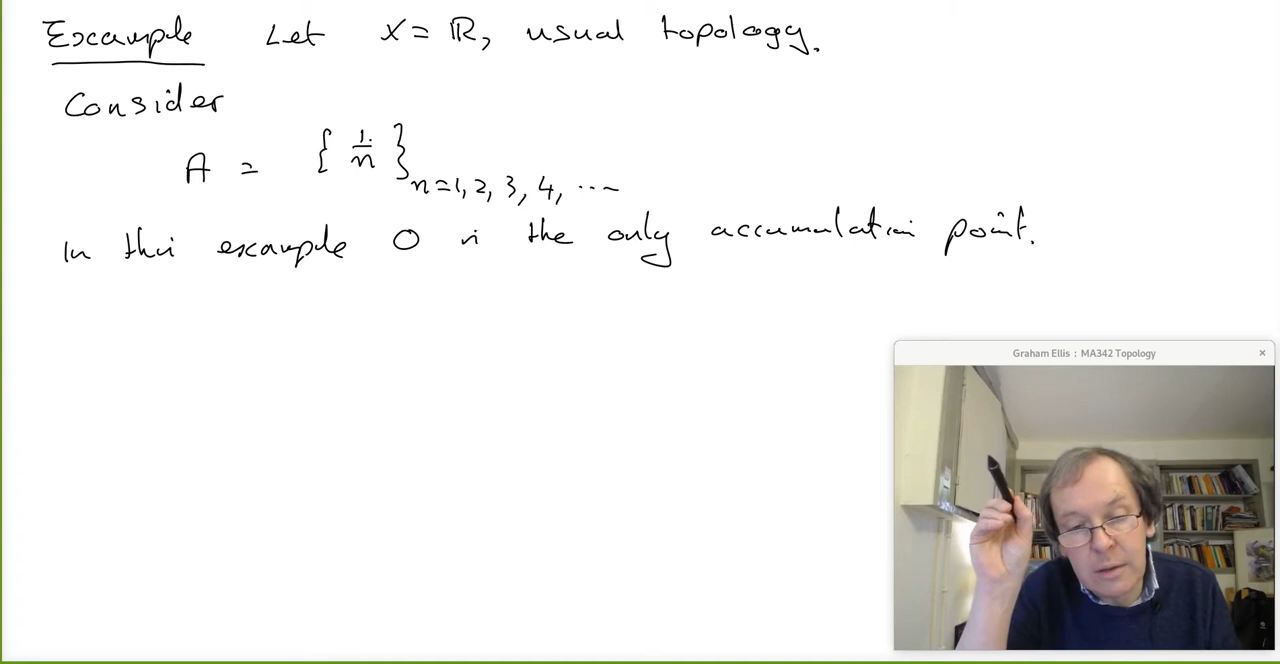 Example Let X = ℝ, usual topology.
Consider
A = { 1/n } n=1, 2, 3, 4, ...
In this example 0 is the only accumulation point.
Graham Ellis : MA342 Topology ×